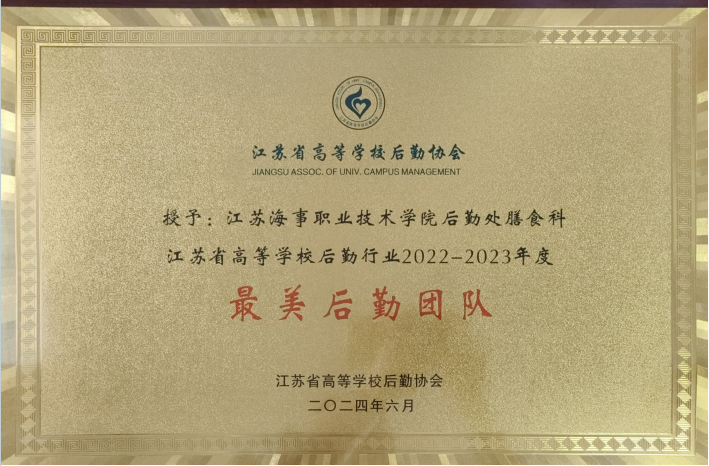 江苏省高等学校后勤协会
JIANGSU ASSOC. OF UNIV. CAMPUS MANAGEMENT
授予：江苏海事职业技术学院后勤处膳食科
江苏省高等学校后勤行业2022-2023年度
最美后勤团队
江苏省高等学校后勤协会
二〇二四年六月